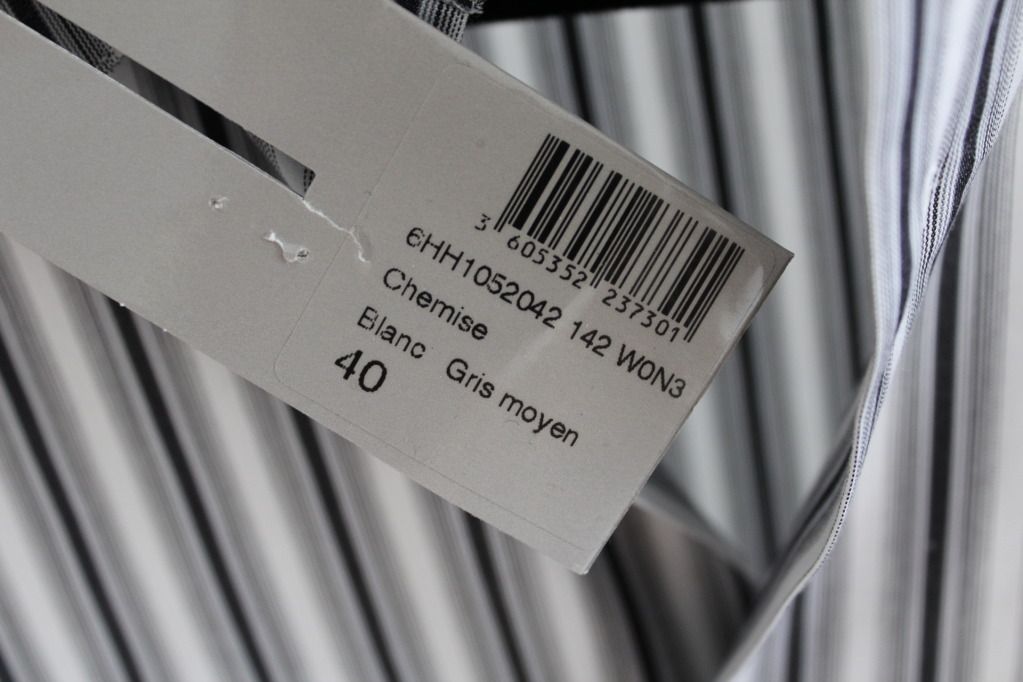 3 605352 237301
6HH1052042 142 W0N3
Chemise
Blanc Gris moyen
40